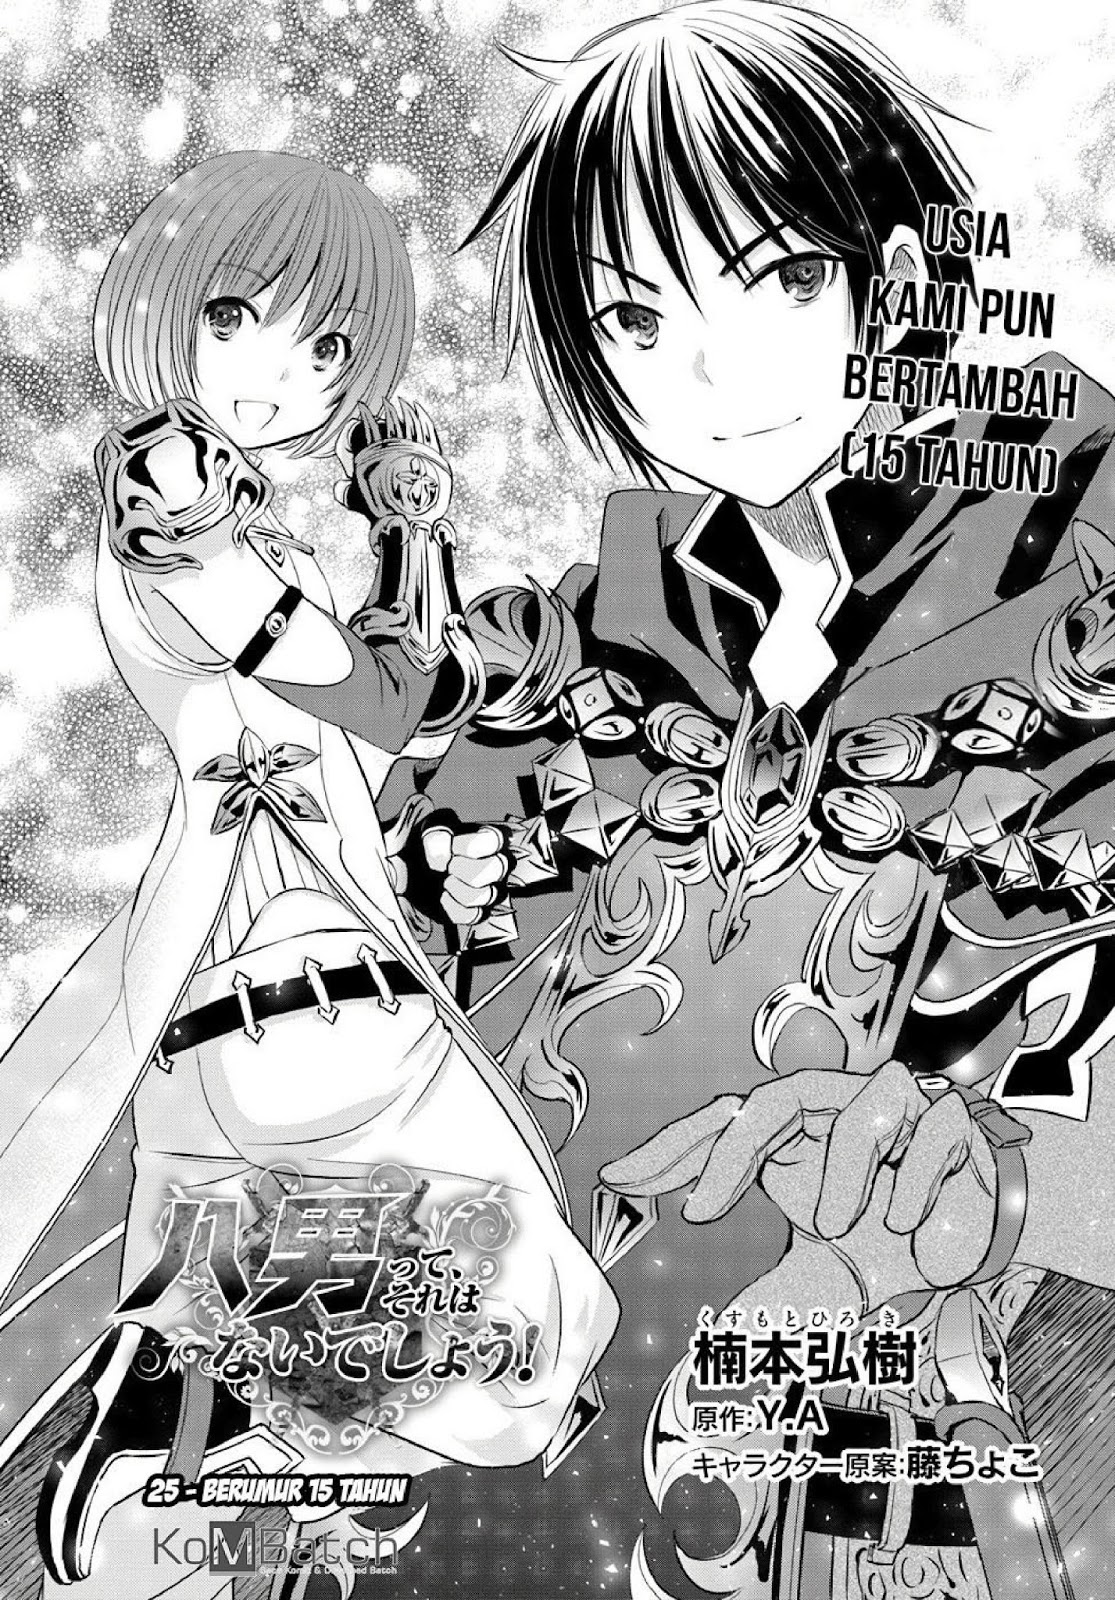 USIA
KAMI PUN
BERTAMBAH
(15 TAHUN)
八男って、
それは
ないでしょう!
25 - BERUMUR 15 TAHUN
KoMBatch
くすもとひろき
楠本弘樹
原作:Y.A
キャラクター原案:藤ちょこ